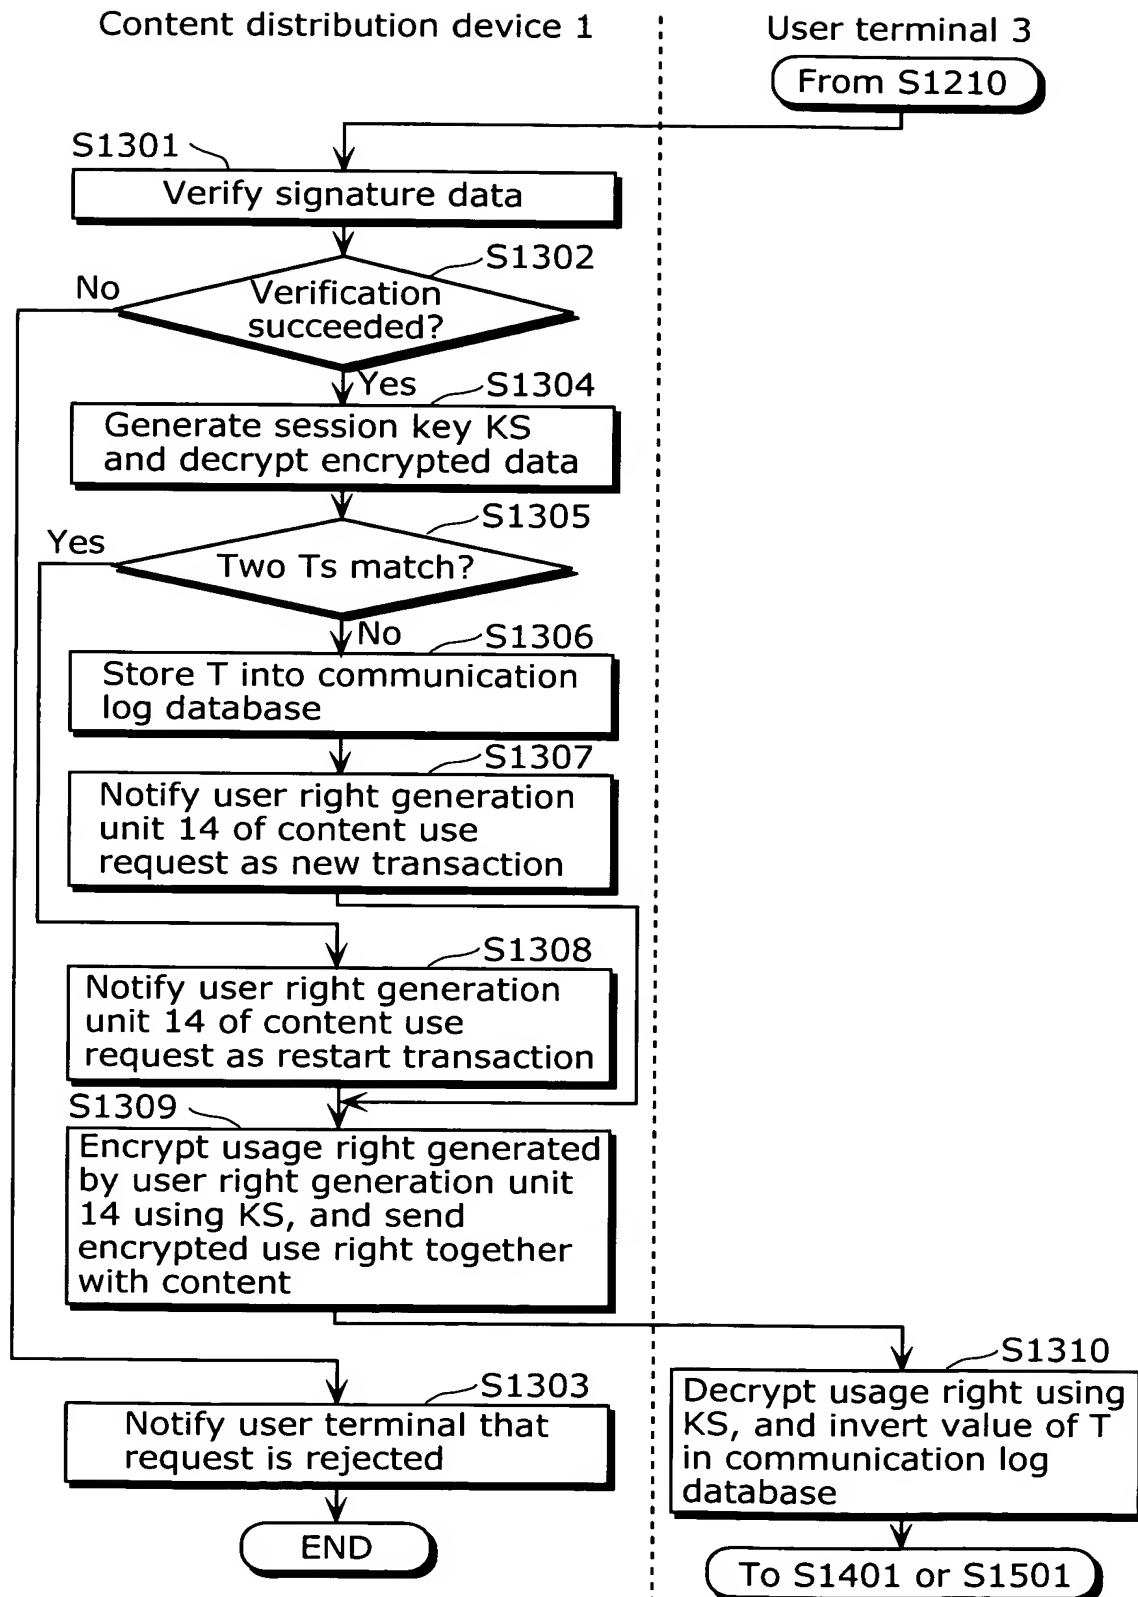 Content distribution device 1
User terminal 3
From S1210
S1301
Verify signature data
S1302
No
Verification
succeeded?
Yes
S1304
Generate session key KS
and decrypt encrypted data
S1305
Yes
Two Ts match?
No
S1306
Store T into communication
log database
S1307
Notify user right generation
unit 14 of content use
request as new transaction
S1308
Notify user right generation
unit 14 of content use
request as restart transaction
S1309
Encrypt usage right generated
by user right generation unit
14 using KS, and send
encrypted use right together
with content
S1310
Decrypt usage right using
KS, and invert value of T
in communication log
database
S1303
Notify user terminal that
request is rejected
END
To S1401 or S1501